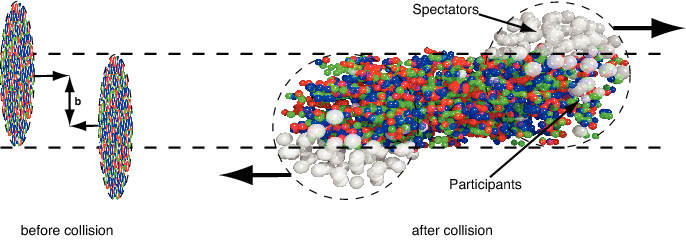 Spectators
b
Participants
before collision
after collision